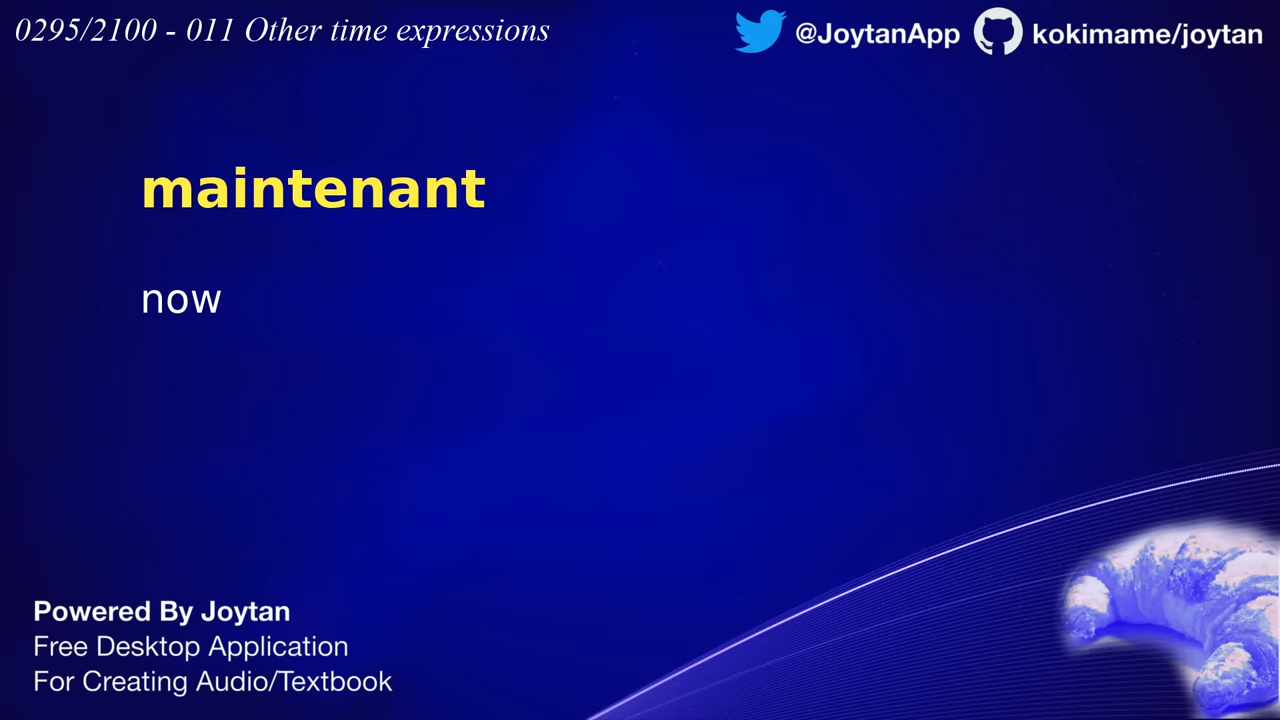 0295/2100 - 011 Other time expressions
@JoytanApp
kokimame/joytan
maintenant
now
Powered By Joytan
Free Desktop Application
For Creating Audio/Textbook